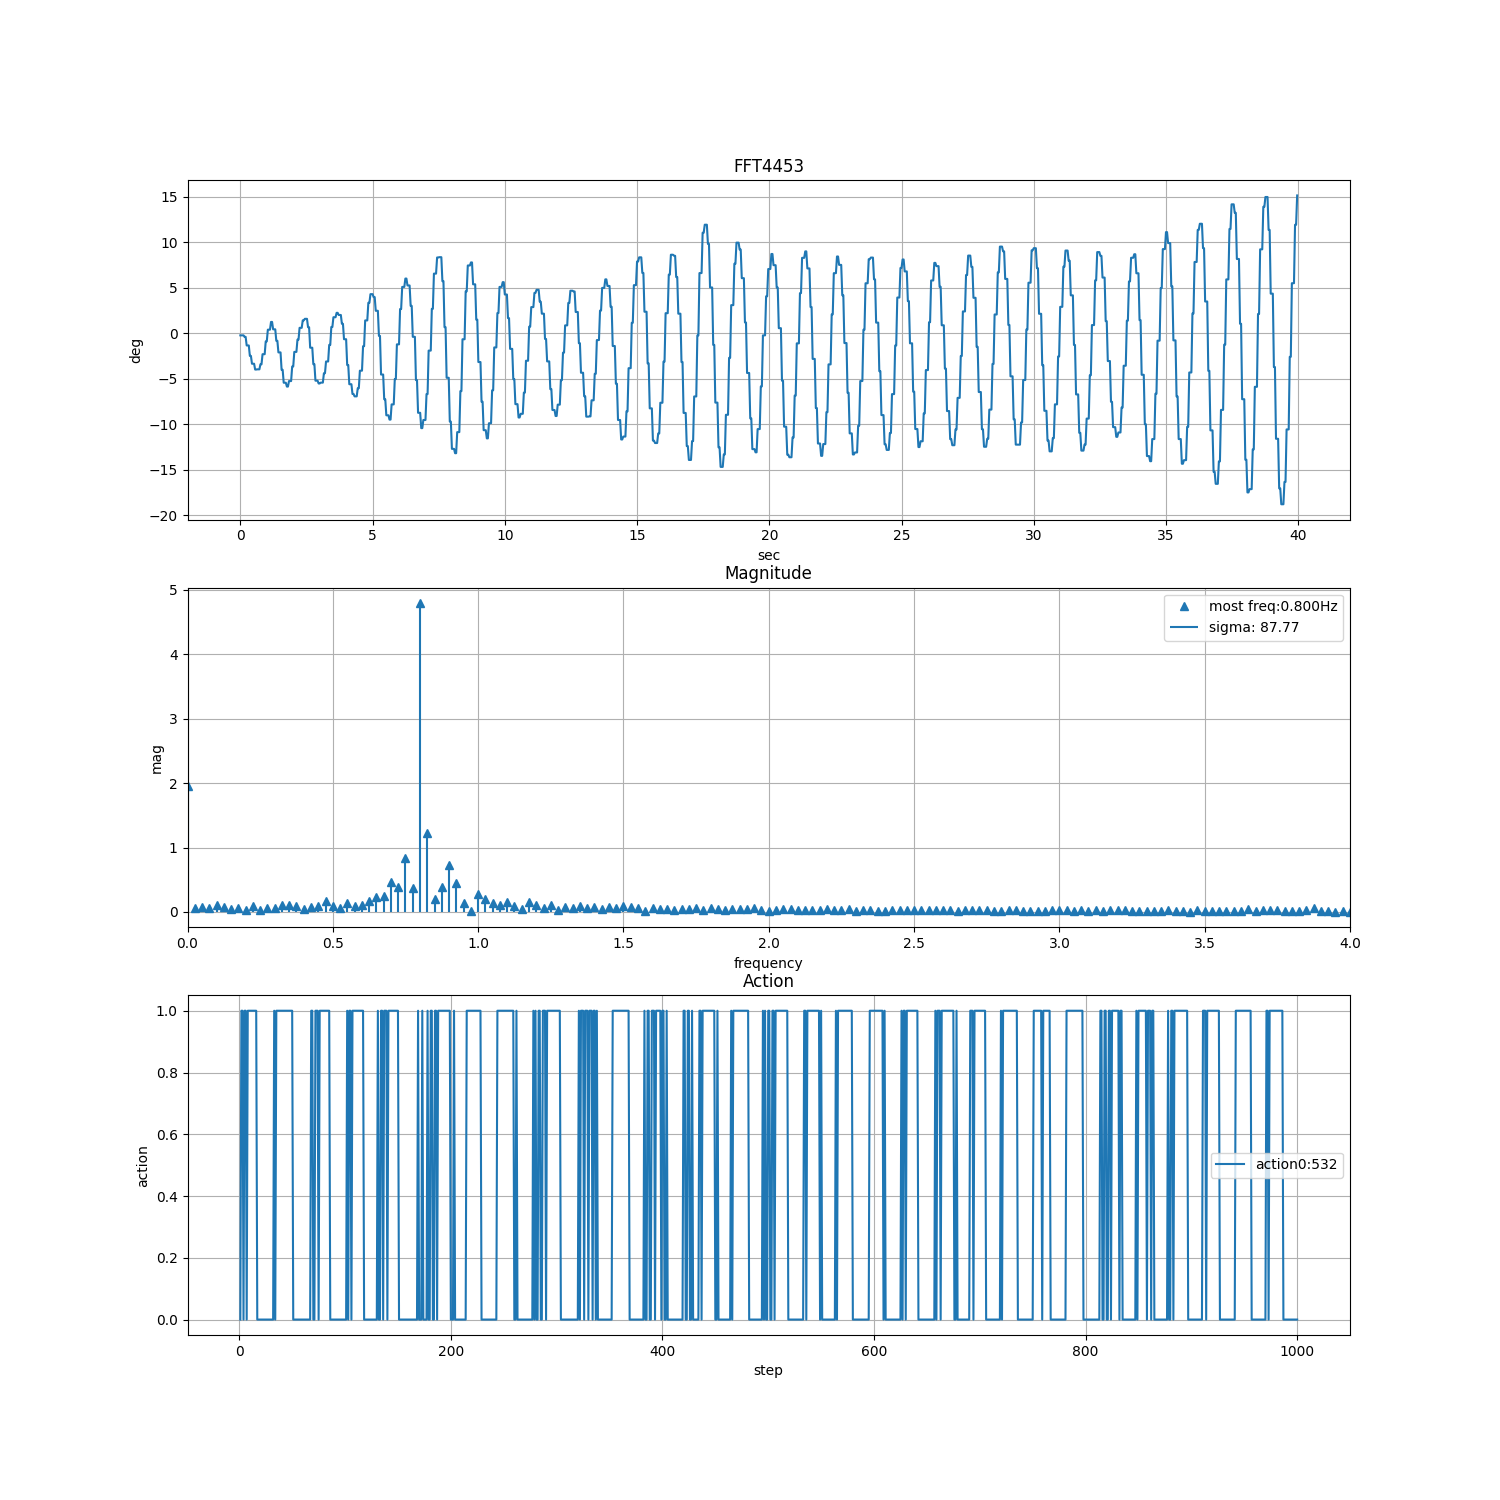 FFT4453
15
10
5
0
−5
−10
−15
−20
deg
0 5 10 15 20 25 30 35 40
sec
Magnitude
5
4
3
2
1
0
mag
most freq:0.800Hz
sigma: 87.77
0.0 0.5 1.0 1.5 2.0 2.5 3.0 3.5 4.0
frequency
Action
1.0
0.8
0.6
0.4
0.2
0.0
action
action0:532
0 200 400 600 800 1000
step